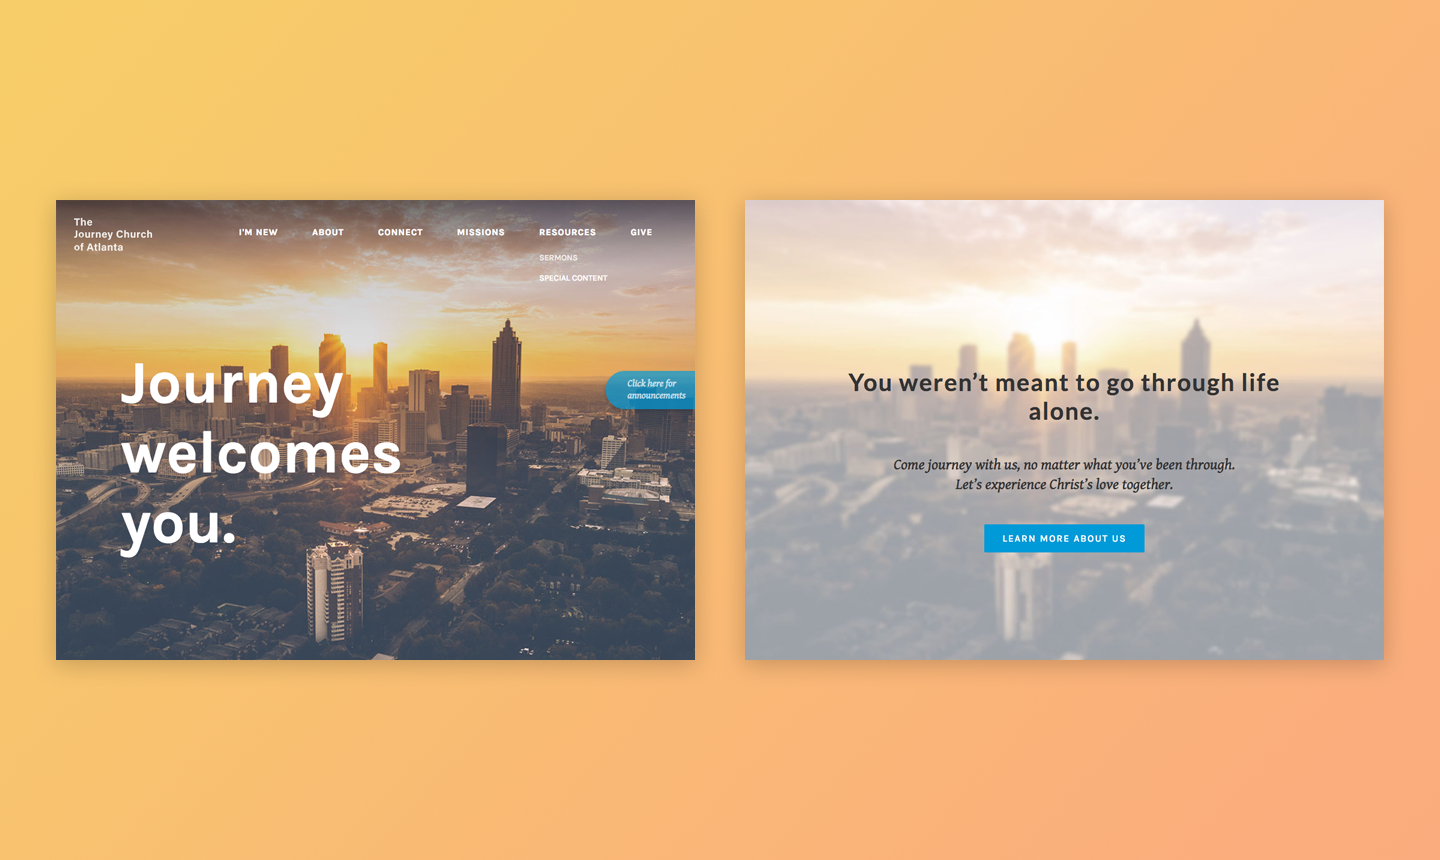 The
Journey Church
of Atlanta
I'M NEW
ABOUT
CONNECT
MISSIONS
RESOURCES
GIVE
SERMONS
SPECIAL CONTENT
Journey
welcomes
you.
Click here for
announcements
You weren’t meant to go through life
alone.
Come journey with us, no matter what you’ve been through.
Let’s experience Christ’s love together.
LEARN MORE ABOUT US